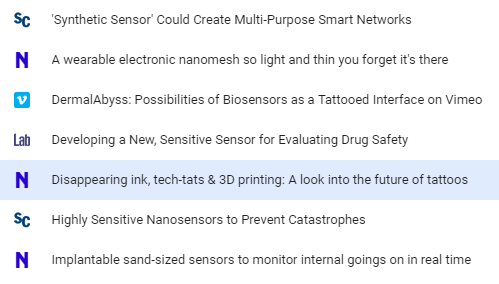 Sc 'Synthetic Sensor' Could Create Multi-Purpose Smart Networks
N A wearable electronic nanomesh so light and thin you forget it's there
v DermalAbyss: Possibilities of Biosensors as a Tattooed Interface on Vimeo
Lab Developing a New, Sensitive Sensor for Evaluating Drug Safety
N Disappearing ink, tech-tats & 3D printing: A look into the future of tattoos
Sc Highly Sensitive Nanosensors to Prevent Catastrophes
N Implantable sand-sized sensors to monitor internal goings on in real time